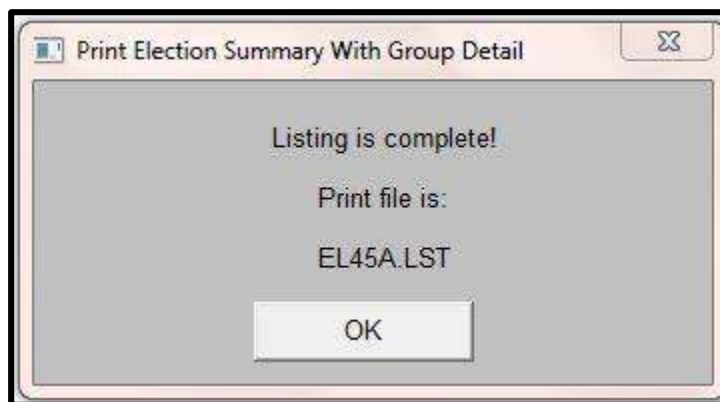 Print Election Summary With Group Detail
Listing is complete!
Print file is:
EL45A.LST
OK